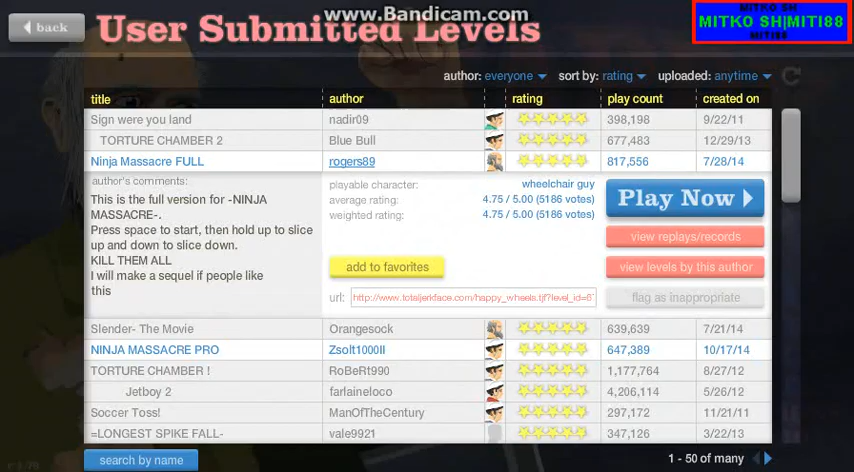 www.Bandicam.com
back
User Submitted Levels
MITKO SH
MITKO SH|MITI88
MITI88
author: everyone sort by: rating uploaded: anytime
title author rating play count created on
Sign were you land nadir09 398,198 9/22/11
TORTURE CHAMBER 2 Blue Bull 677,483 12/29/13
Ninja Massacre FULL rogers89 817,556 7/28/14
author's comments:
This is the full version for -NINJA
MASSACRE-.
Press space to start, then hold up to slice
up and down to slice down.
KILL THEM ALL
I will make a sequel if people like
this
playable character: wheelchair guy
average rating: 4.75 / 5.00 (5186 votes)
weighted rating: 4.75 / 5.00 (5186 votes)
add to favorites
url: http://www.totaljerkface.com/happy_wheels.tjf?level_id=6
Play Now
view replays/records
view levels by this author
flag as inappropriate
Slender- The Movie Orangesock 639,639 7/21/14
NINJA MASSACRE PRO Zsolt1000II 647,389 10/17/14
TORTURE CHAMBER ! RoBeRt990 1,177,764 8/27/12
Jetboy 2 farlaineloco 4,206,114 5/26/12
Soccer Toss! ManOfTheCentury 297,172 11/21/11
=LONGEST SPIKE FALL- vale9921 347,126 3/22/13
search by name
1 - 50 of many